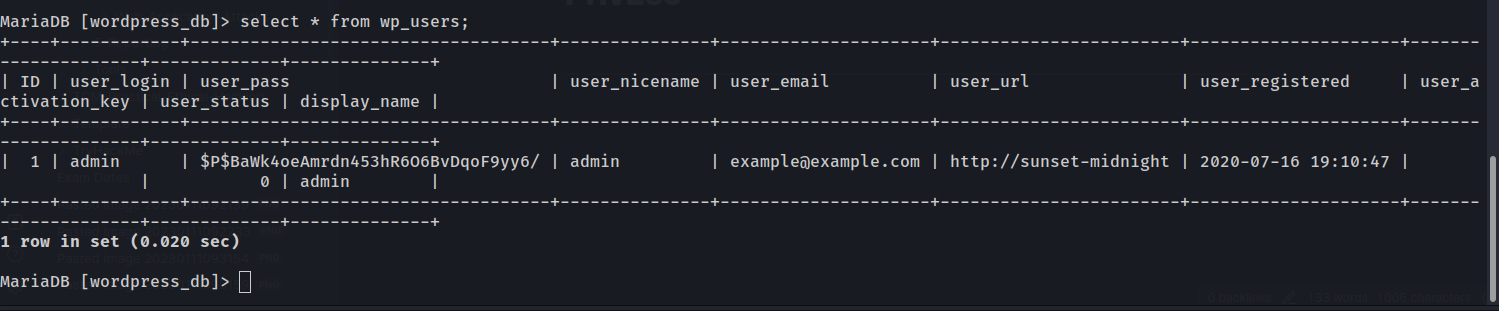 MariaDB [wordpress_db]> select * from wp_users;
+----+------------+------------------------------------+---------------+---------------------+------------------------+---------------------+-------
--------------+-------------+--------------+
| ID | user_login | user_pass                          | user_nicename | user_email          | user_url               | user_registered     | user_a
ctivation_key | user_status | display_name |
+----+------------+------------------------------------+---------------+---------------------+------------------------+---------------------+-------
--------------+-------------+--------------+
|  1 | admin      | $P$BaWk4oeAmrdn453hR6O6BvDqoF9yy6/ | admin         | example@example.com | http://sunset-midnight | 2020-07-16 19:10:47 |
              |           0 | admin        |
+----+------------+------------------------------------+---------------+---------------------+------------------------+---------------------+-------
--------------+-------------+--------------+
1 row in set (0.020 sec)
MariaDB [wordpress_db]>